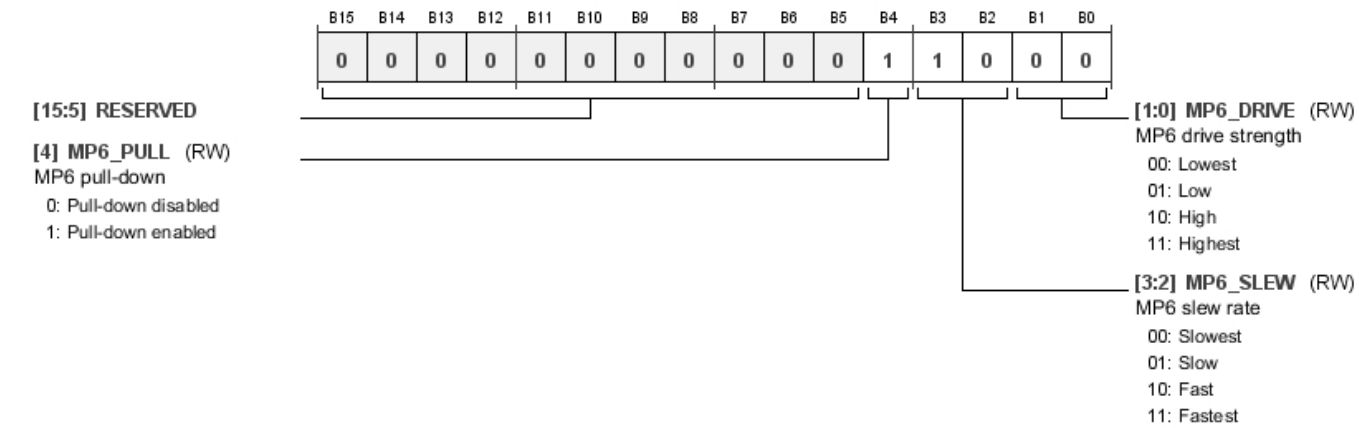 B15 B14 B13 B12 B11 B10 B9 B8 B7 B6 B5 B4 B3 B2 B1 B0
0 0 0 0 0 0 0 0 0 0 0 1 1 0 0 0
[15:5] RESERVED
[4] MP6_PULL (RW)
MP6 pull-down
0: Pull-down disabled
1: Pull-down enabled
[1:0] MP6_DRIVE (RW)
MP6 drive strength
00: Lowest
01: Low
10: High
11: Highest
[3:2] MP6_SLEW (RW)
MP6 slew rate
00: Slowest
01: Slow
10: Fast
11: Fastest